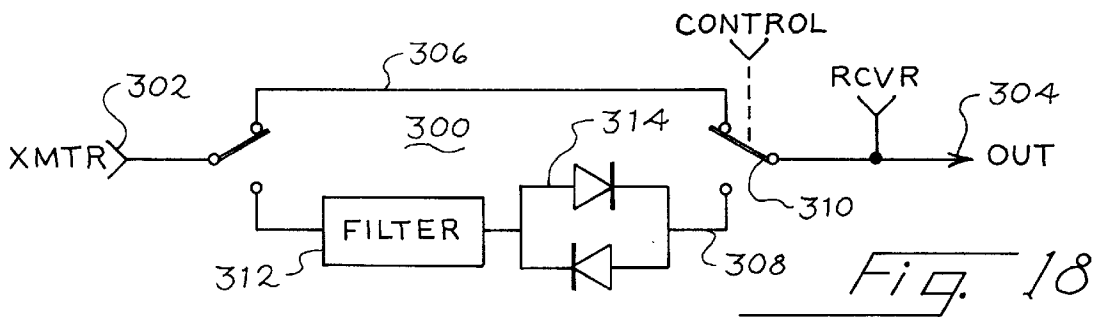 CONTROL
306
RCVR
302
304
300
314
XMTR
OUT
310
FILTER
312
308
Fig. 18